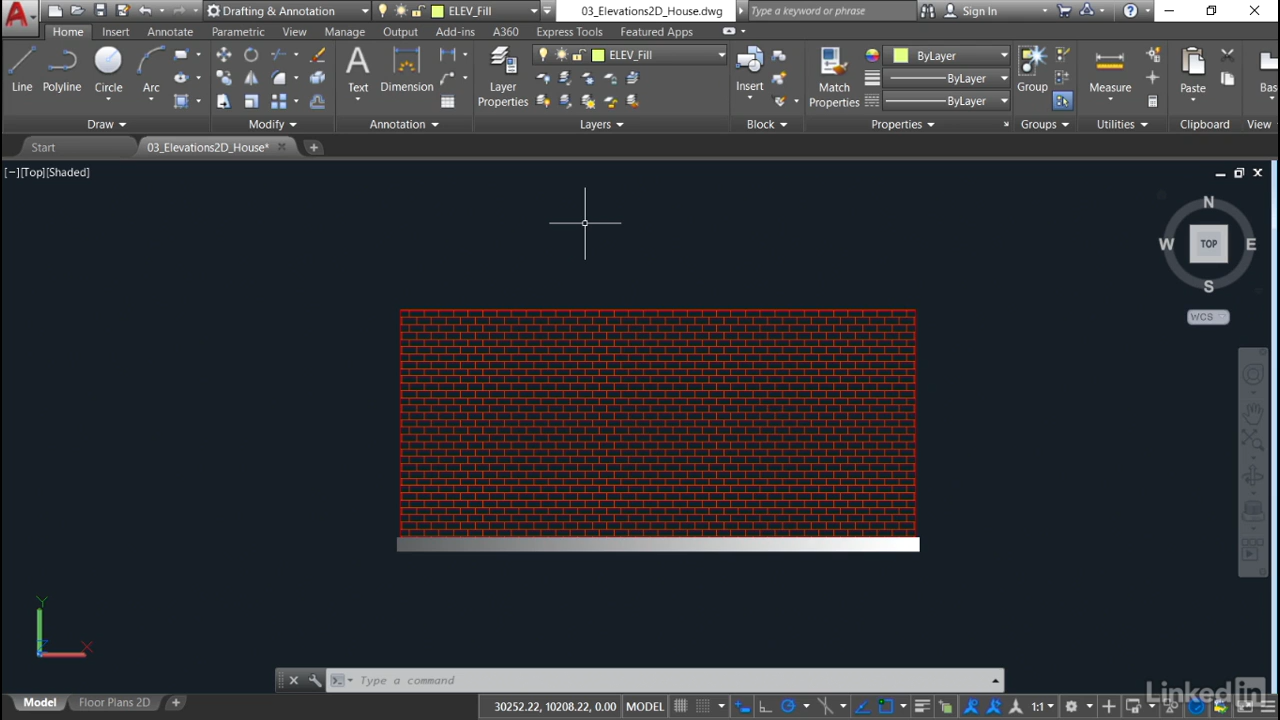 Drafting & Annotation
ELEV_Fill
03_Elevations2D_House.dwg
Type a keyword or phrase
Sign In
Home
Insert
Annotate
Parametric
View
Manage
Output
Add-ins
A360
Express Tools
Featured Apps
Line
Polyline
Circle
Arc
Text
Dimension
Layer
Properties
ELEV_Fill
Insert
Match
Properties
ByLayer
ByLayer
ByLayer
Group
Measure
Paste
Bas
Draw
Modify
Annotation
Layers
Block
Properties
Groups
Utilities
Clipboard
View
Start
03_Elevations2D_House*
[−][Top][Shaded]
N
W
TOP
E
S
WCS
Y
X
Type a command
Model
Floor Plans 2D
30252.22, 10208.22, 0.00
MODEL
1:1
Linked in